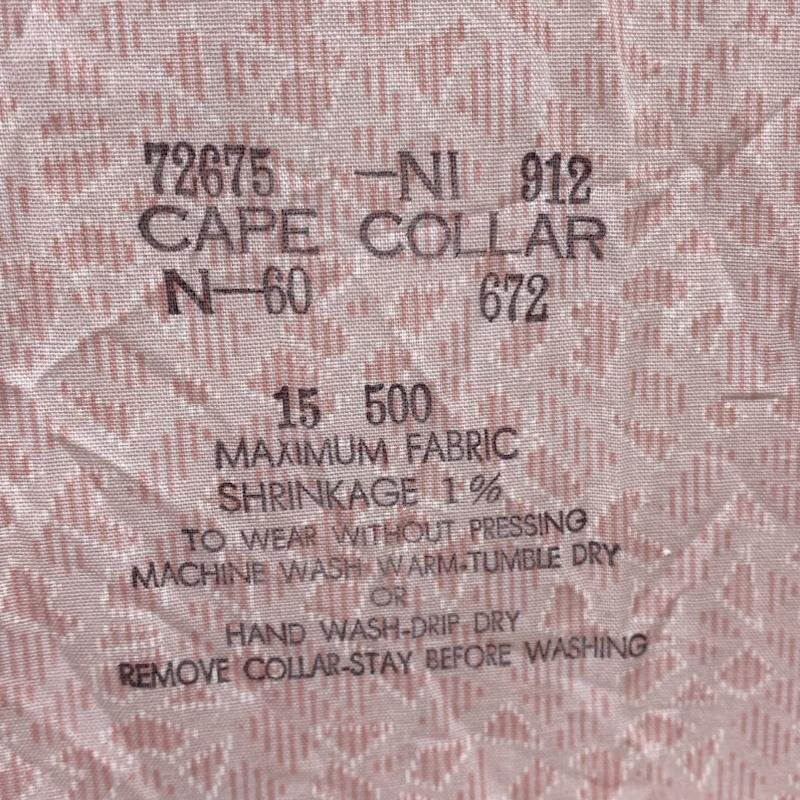 72675 —NI 912
CAPE COLLAR
N—60 672
15 500
MAXIMUM FABRIC
SHRINKAGE 1%
TO WEAR WITHOUT PRESSING
MACHINE WASH WARM-TUMBLE DRY
OR
HAND WASH-DRIP DRY
REMOVE COLLAR-STAY BEFORE WASHING